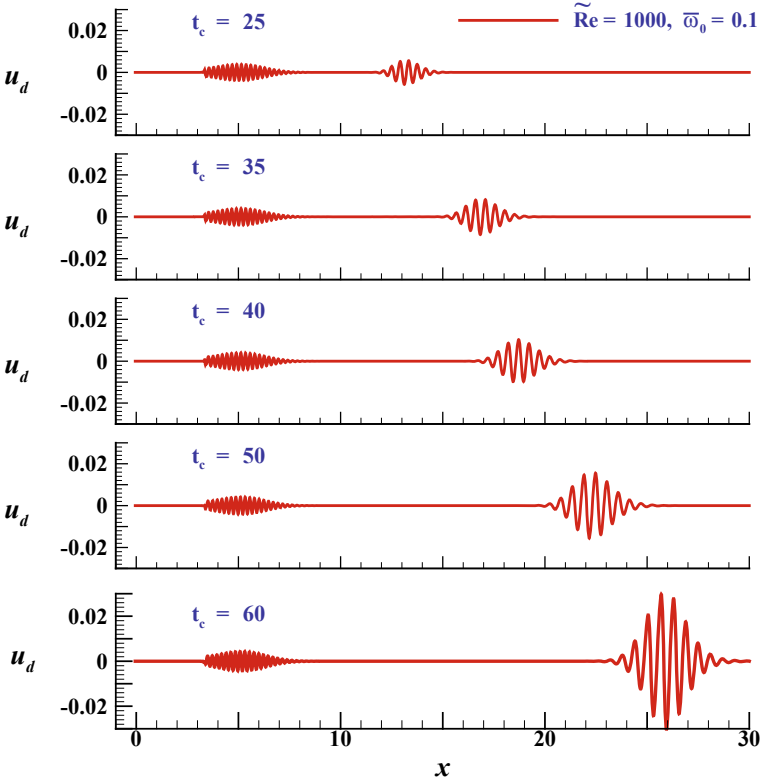 R̃e = 1000, ω̄₀ = 0.1
t_c = 25
0.02
u_d 0
-0.02
t_c = 35
0.02
u_d 0
-0.02
t_c = 40
0.02
u_d 0
-0.02
t_c = 50
0.02
u_d 0
-0.02
t_c = 60
0.02
u_d 0
-0.02
0 10 20 30
x